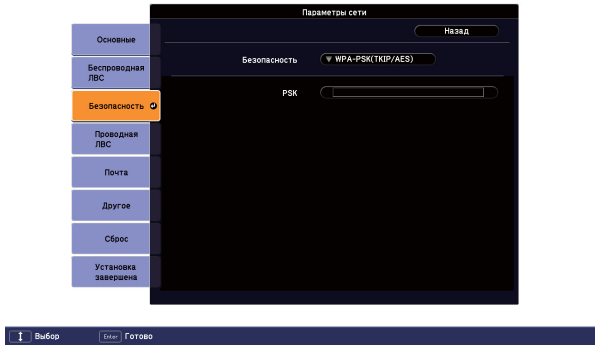 Параметры сети
Назад
Основные
Безопасность
WPA-PSK(TKIP/AES)
Беспроводная
ЛВС
PSK
Безопасность
Проводная
ЛВС
Почта
Другое
Сброс
Установка
завершена
Выбор
Enter Готово